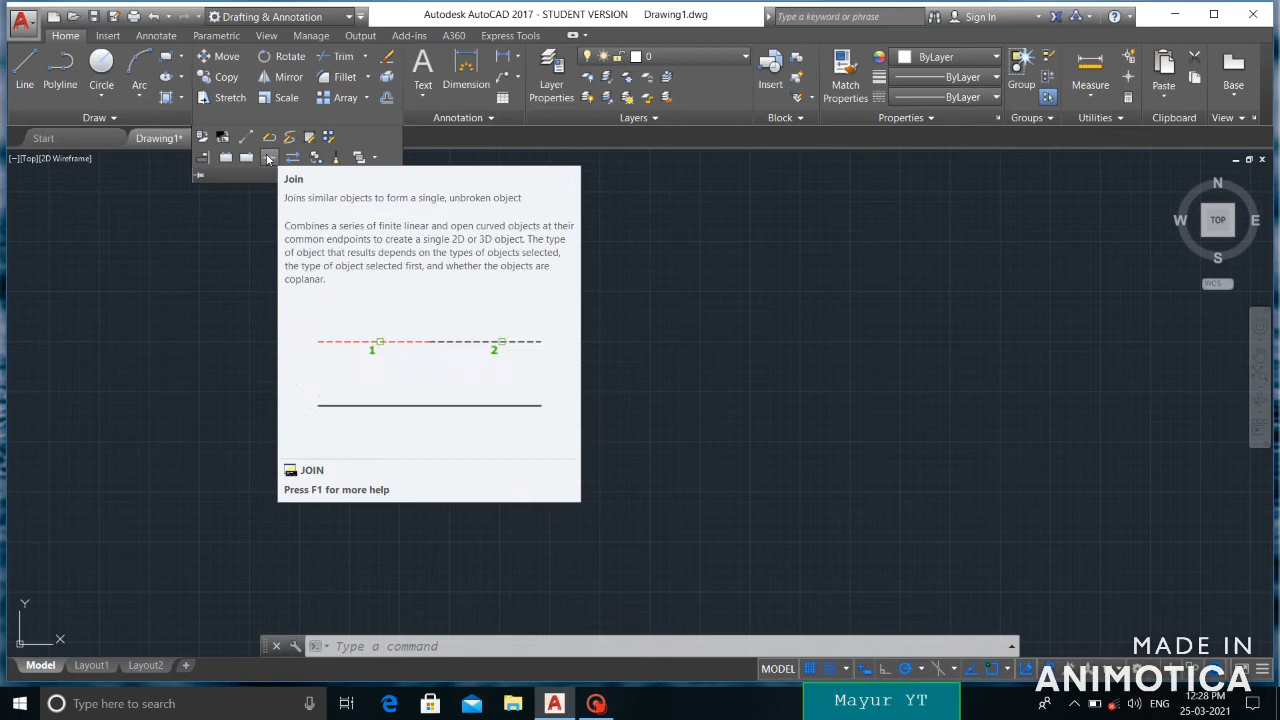 Drafting & Annotation
Autodesk AutoCAD 2017 - STUDENT VERSION Drawing1.dwg
Type a keyword or phrase
Sign In
Home Insert Annotate Parametric View Manage Output Add-ins A360 Express Tools
Line Polyline Circle Arc
Move Rotate Trim
Copy Mirror Fillet
Stretch Scale Array
Text Dimension
Layer Properties
0
Insert
Match Properties
ByLayer
ByLayer
ByLayer
Group
Measure
Paste
Base
Draw Annotation Layers Block Properties Groups Utilities Clipboard View
Start Drawing1*
[−][Top][2D Wireframe]
Join
Joins similar objects to form a single, unbroken object
Combines a series of finite linear and open curved objects at their
common endpoints to create a single 2D or 3D object. The type
of object that results depends on the types of objects selected,
the type of object selected first, and whether the objects are
coplanar.
1 2
JOIN
Press F1 for more help
N
W TOP E
S
WCS
Y
X
Type a command
MADE IN
ANIMOTICA
Model Layout1 Layout2 +
MODEL
Type here to search
Mayur YT
ENG
12:28 PM
25-03-2021